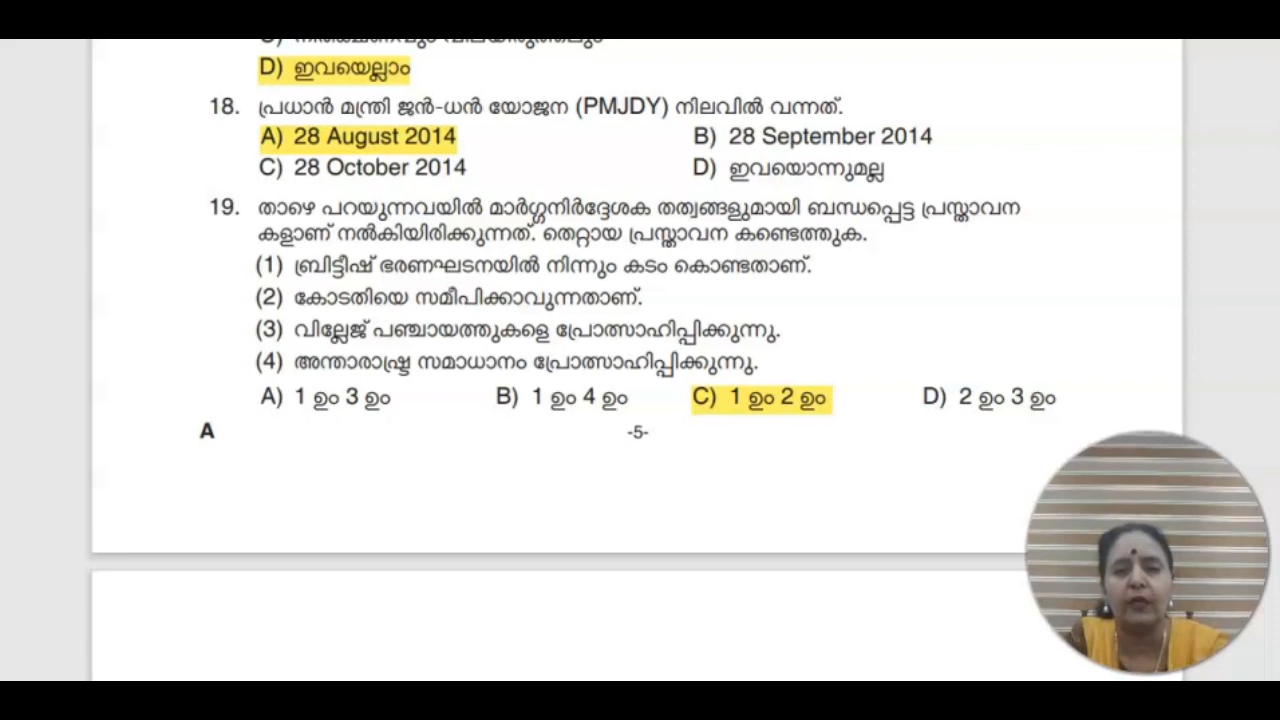 D) ഇവയെല്ലാം
18. പ്രധാൻ മന്ത്രി ജൻ-ധൻ യോജന (PMJDY) നിലവിൽ വന്നത്.
A) 28 August 2014 B) 28 September 2014
C) 28 October 2014 D) ഇവയൊന്നുമല്ല
19. താഴെ പറയുന്നവയിൽ മാർഗ്ഗനിർദ്ദേശക തത്വങ്ങളുമായി ബന്ധപ്പെട്ട പ്രസ്താവന
കളാണ് നൽകിയിരിക്കുന്നത്. തെറ്റായ പ്രസ്താവന കണ്ടെത്തുക.
(1) ബ്രിട്ടീഷ് ഭരണഘടനയിൽ നിന്നും കടം കൊണ്ടതാണ്.
(2) കോടതിയെ സമീപിക്കാവുന്നതാണ്.
(3) വില്ലേജ് പഞ്ചായത്തുകളെ പ്രോത്സാഹിപ്പിക്കുന്നു.
(4) അന്താരാഷ്ട്ര സമാധാനം പ്രോത്സാഹിപ്പിക്കുന്നു.
A) 1 ഉം 3 ഉം B) 1 ഉം 4 ഉം C) 1 ഉം 2 ഉം D) 2 ഉം 3 ഉം
A -5-